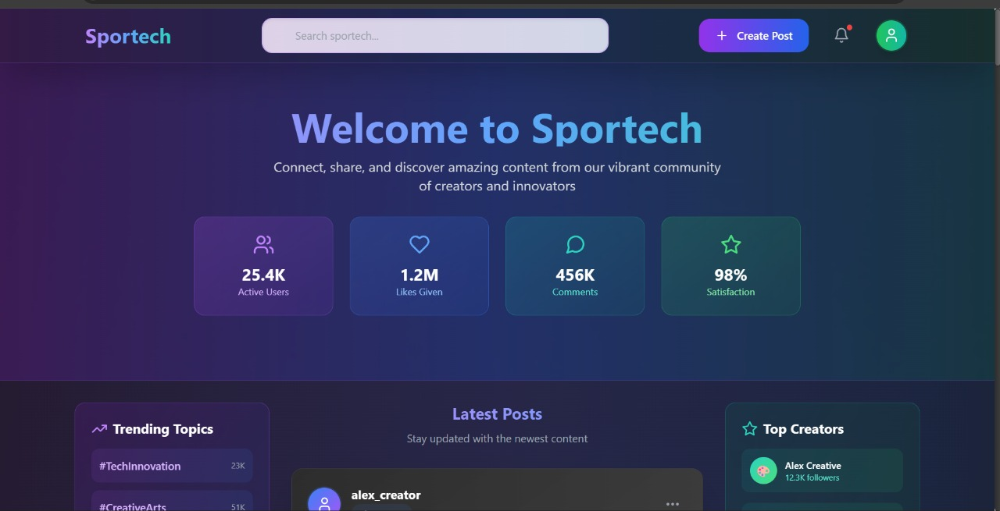 Sportech
Search sportech...
Create Post
Welcome to Sportech
Connect, share, and discover amazing content from our vibrant community
of creators and innovators
25.4K
Active Users
1.2M
Likes Given
456K
Comments
98%
Satisfaction
Trending Topics
#TechInnovation
23K
#CreativeArts
51K
Latest Posts
Stay updated with the newest content
alex_creator
Top Creators
Alex Creative
12.3K followers